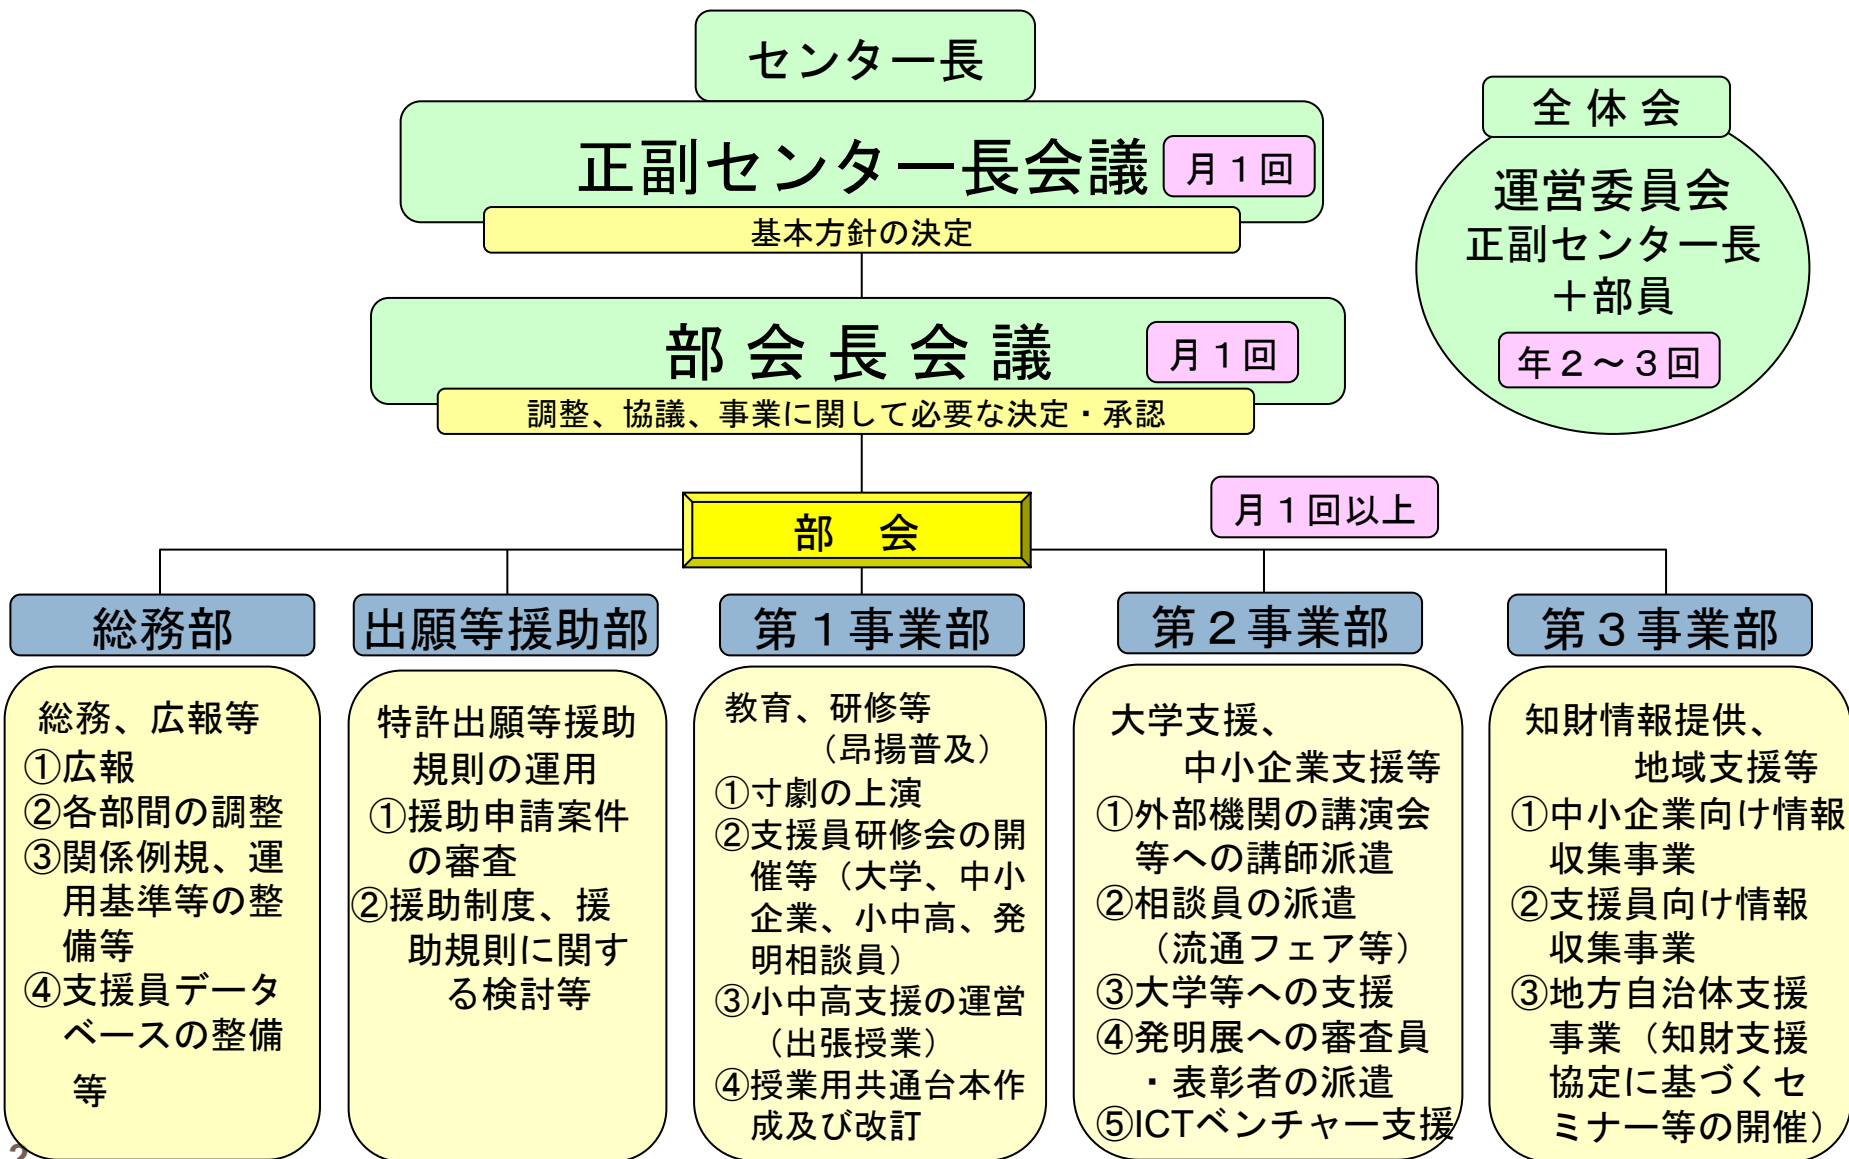 センター長
正副センター長会議
月１回
基本方針の決定
全体会
運営委員会
正副センター長
＋部員
年２～３回
部会長会議
月１回
調整、協議、事業に関して必要な決定・承認
部　会
月１回以上
総務部
総務、広報等
①広報
②各部間の調整
③関係例規、運
用基準等の整
備等
④支援員データ
ベースの整備
等
出願等援助部
特許出願等援助
規則の運用
①援助申請案件
の審査
②援助制度、援
助規則に関す
る検討等
第１事業部
教育、研修等
（昂揚普及）
①寸劇の上演
②支援員研修会の開
催等（大学、中小
企業、小中高、発
明相談員）
③小中高支援の運営
（出張授業）
④授業用共通台本作
成及び改訂
第２事業部
大学支援、
中小企業支援等
①外部機関の講演会
等への講師派遣
②相談員の派遣
（流通フェア等）
③大学等への支援
④発明展への審査員
・表彰者の派遣
⑤ICTベンチャー支援
第３事業部
知財情報提供、
地域支援等
①中小企業向け情報
収集事業
②支援員向け情報
収集事業
③地方自治体支援
事業（知財支援
協定に基づくセ
ミナー等の開催）
2